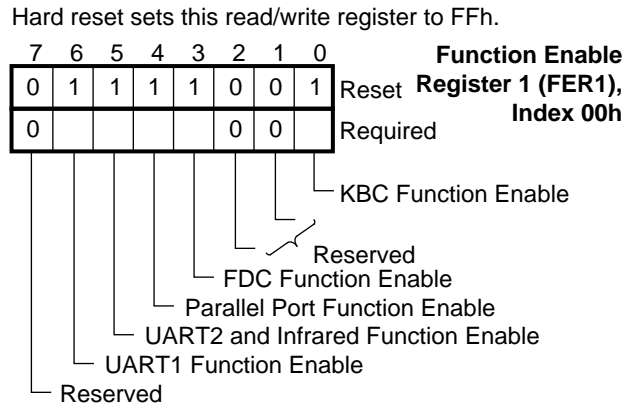 Hard reset sets this read/write register to FFh.
7 6 5 4 3 2 1 0
Function Enable
Register 1 (FER1),
Index 00h
0 1 1 1 1 0 0 1 Reset
0 0 0 Required
KBC Function Enable
Reserved
FDC Function Enable
Parallel Port Function Enable
UART2 and Infrared Function Enable
UART1 Function Enable
Reserved